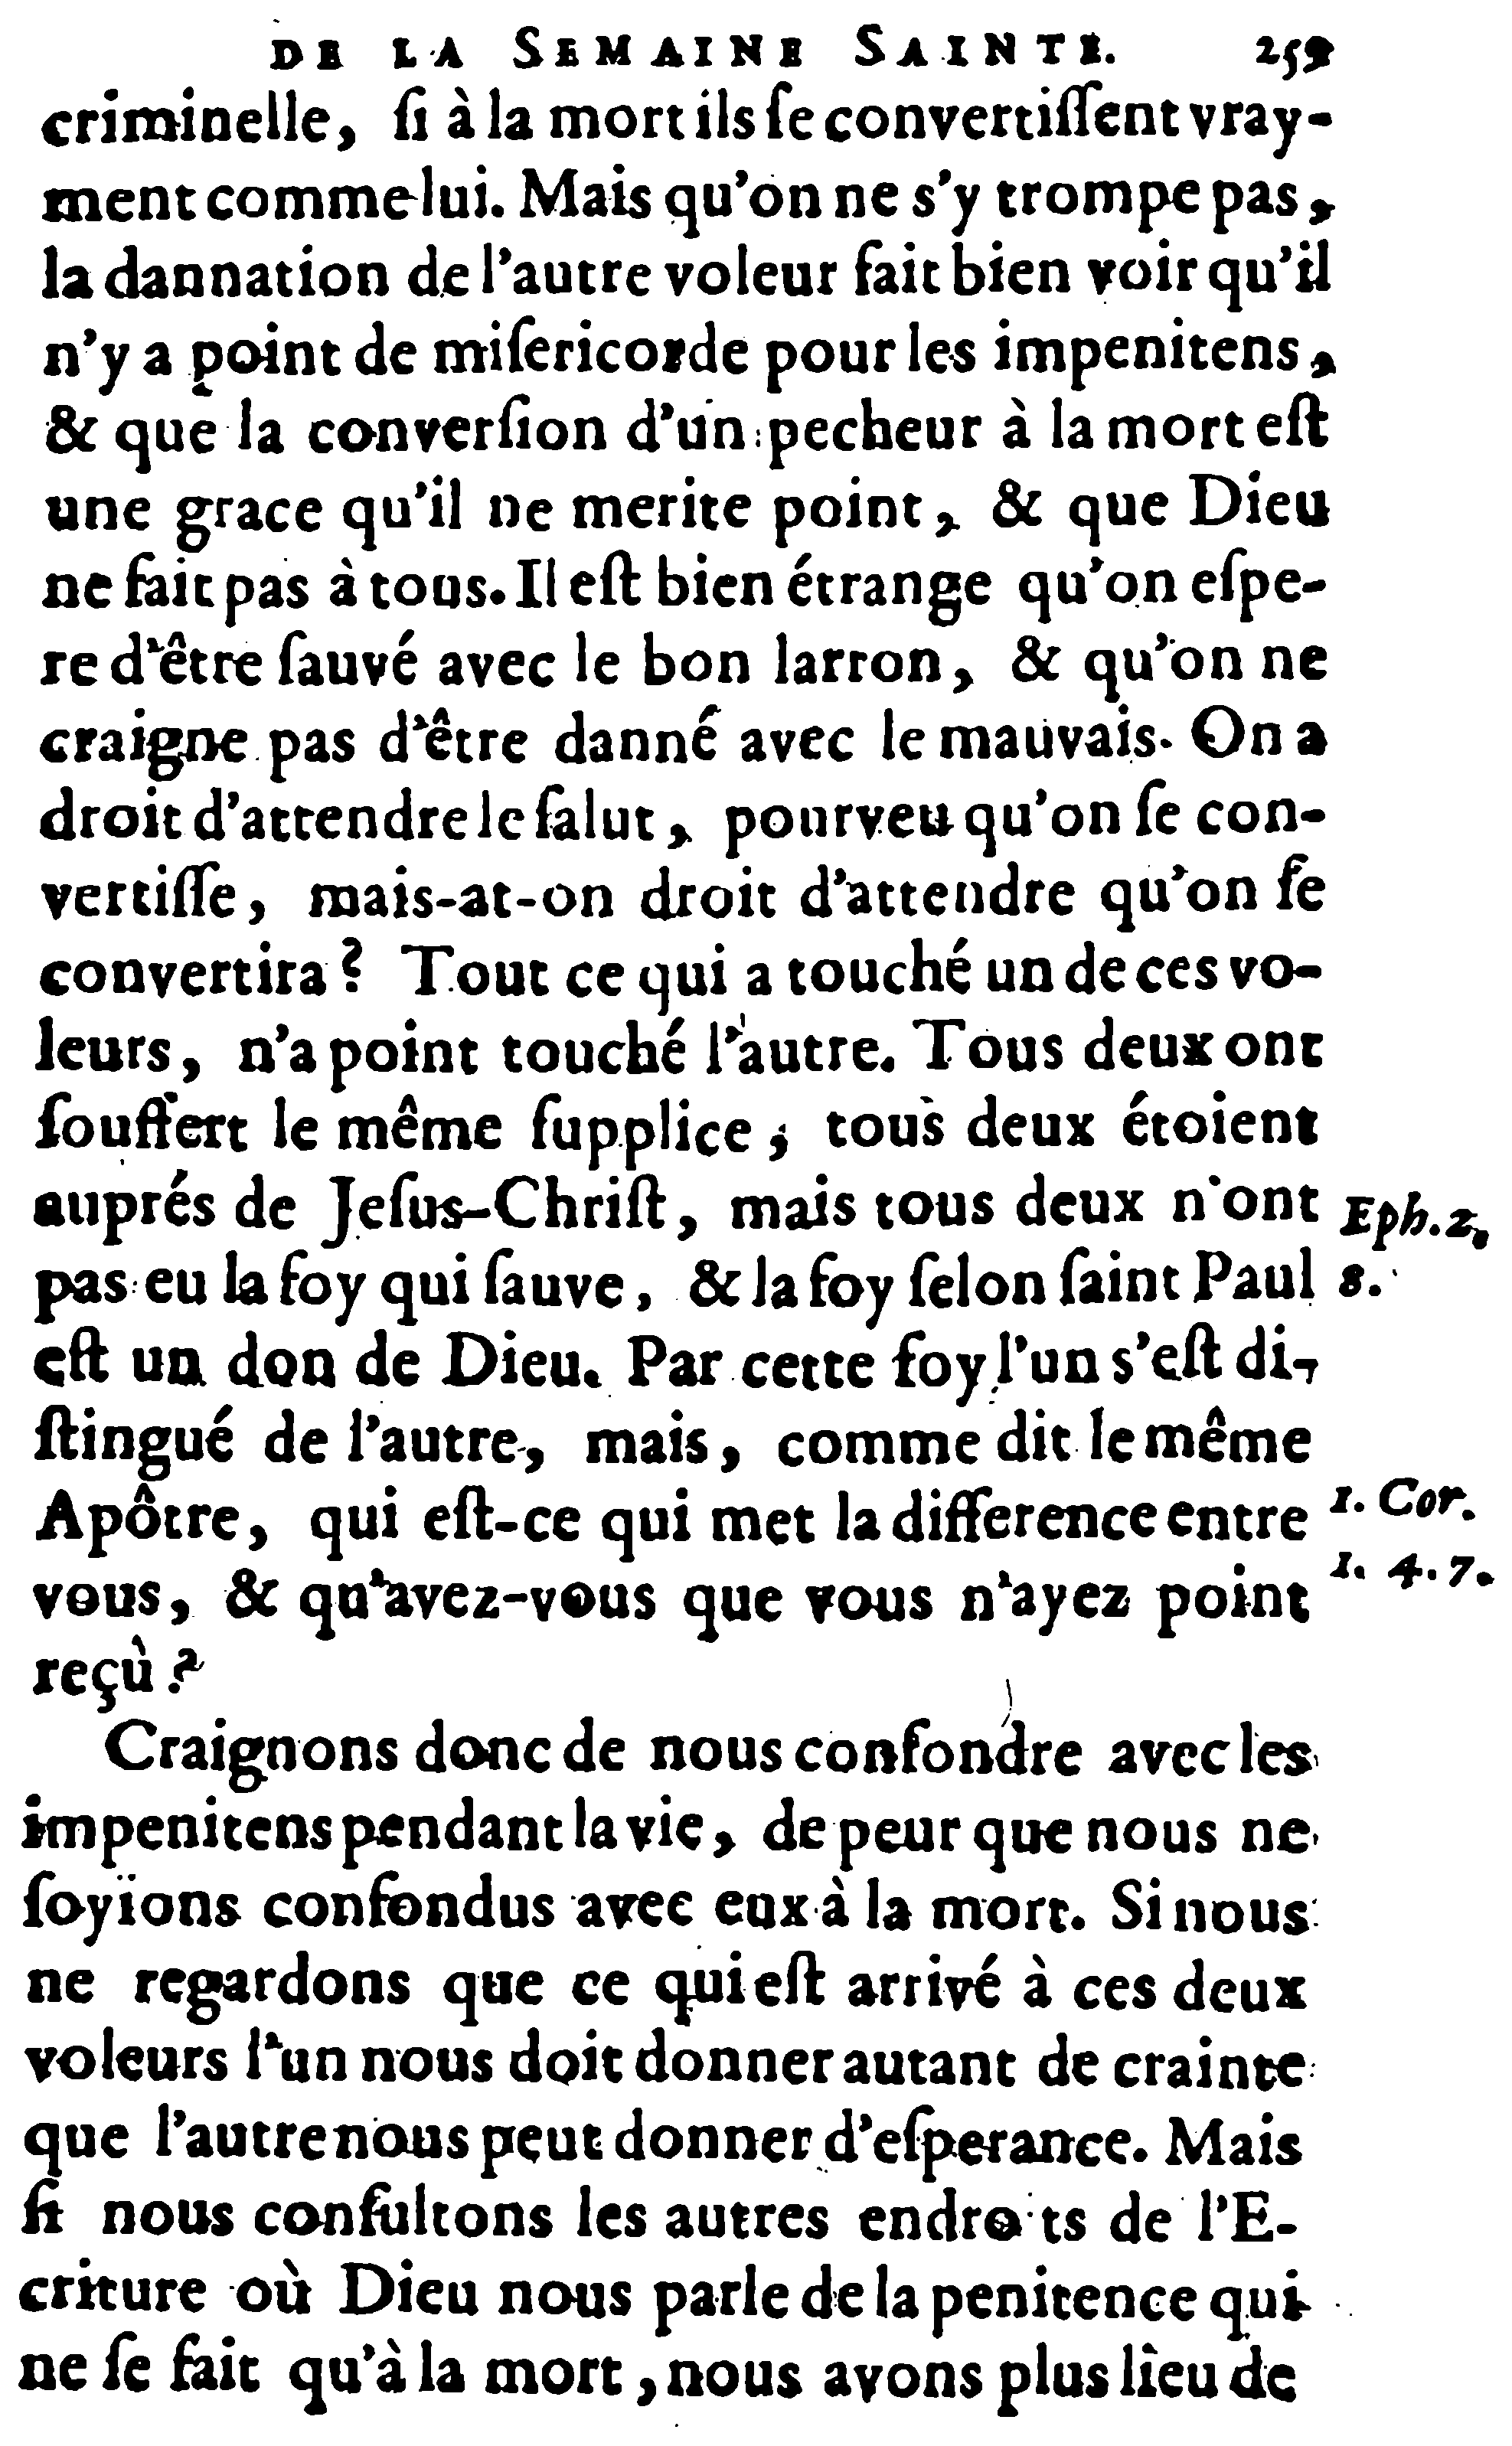 DE LA SEMAINE SAINTE. 259
criminelle, ſi à la mort ils ſe convertiſſent vray-
ment comme lui. Mais qu'on ne s'y trompe pas,
la dannation de l'autre voleur fait bien voir qu'il
n'y a point de miſericorde pour les impenitens,
& que la converſion d'un pecheur à la mort eſt
une grace qu'il ne merite point, & que Dieu
ne fait pas à tous. Il eſt bien étrange qu'on eſpe-
re d'être ſauvé avec le bon larron, & qu'on ne
craigne pas d'être danné avec le mauvais. On a
droit d'attendre le ſalut, pourveu qu'on ſe con-
vertiſſe, mais-at-on droit d'attendre qu'on ſe
convertira? Tout ce qui a touché un de ces vo-
leurs, n'a point touché l'autre. Tous deux ont
ſouffert le même ſupplice, tous deux étoient
auprés de Jeſus-Chriſt, mais tous deux n'ont Eph. 2.
pas eu la foy qui ſauve, & la foy ſelon ſaint Paul 8.
eſt un don de Dieu. Par cette foy l'un s'eſt di-
ſtingué de l'autre, mais, comme dit le même
Apôtre, qui eſt-ce qui met la difference entre 1. Cor.
vous, & qu'avez-vous que vous n'ayez point 1. 4. 7.
reçù?
Craignons donc de nous confondre avec les
impenitens pendant la vie, de peur que nous ne
ſoyïons confondus avec eux à la mort. Si nous
ne regardons que ce qui eſt arrivé à ces deux
voleurs l'un nous doit donner autant de crainte
que l'autre nous peut donner d'eſperance. Mais
ſi nous conſultons les autres endroits de l'E-
criture où Dieu nous parle de la penitence qui
ne ſe fait qu'à la mort, nous avons plus lieu de